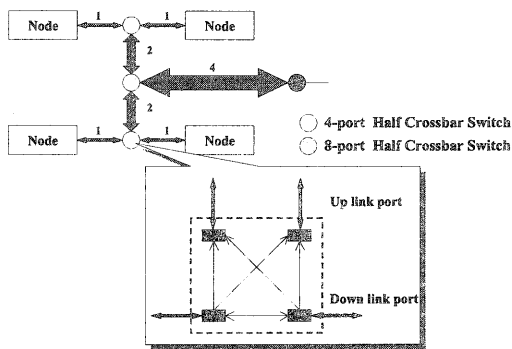 Node 1 1 Node
2
4
2
4-port Half Crossbar Switch
8-port Half Crossbar Switch
Node 1 1 Node
Up link port
Down link port